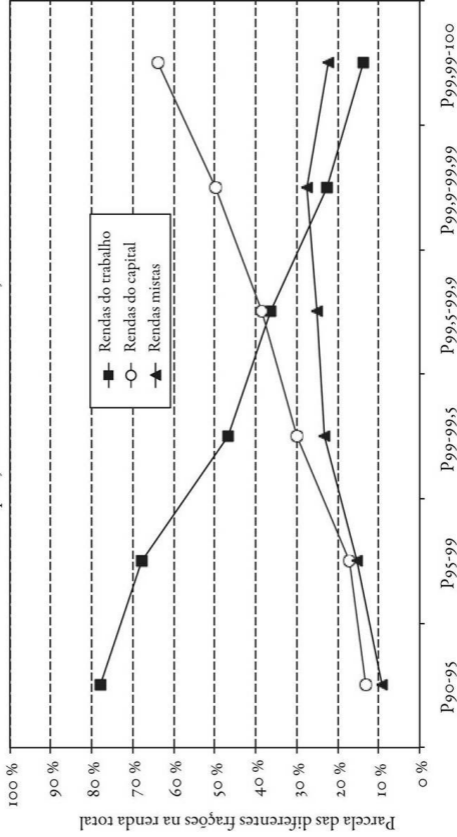 100 %
90 %
80 %
70 %
60 %
50 %
40 %
30 %
20 %
10 %
0 %
Parcela das diferentes frações na renda total
Rendas do trabalho
Rendas do capital
Rendas mistas
P90-95
P95-99
P99-99,5
P99,5-99,9
P99,9-99,99
P99,99-100